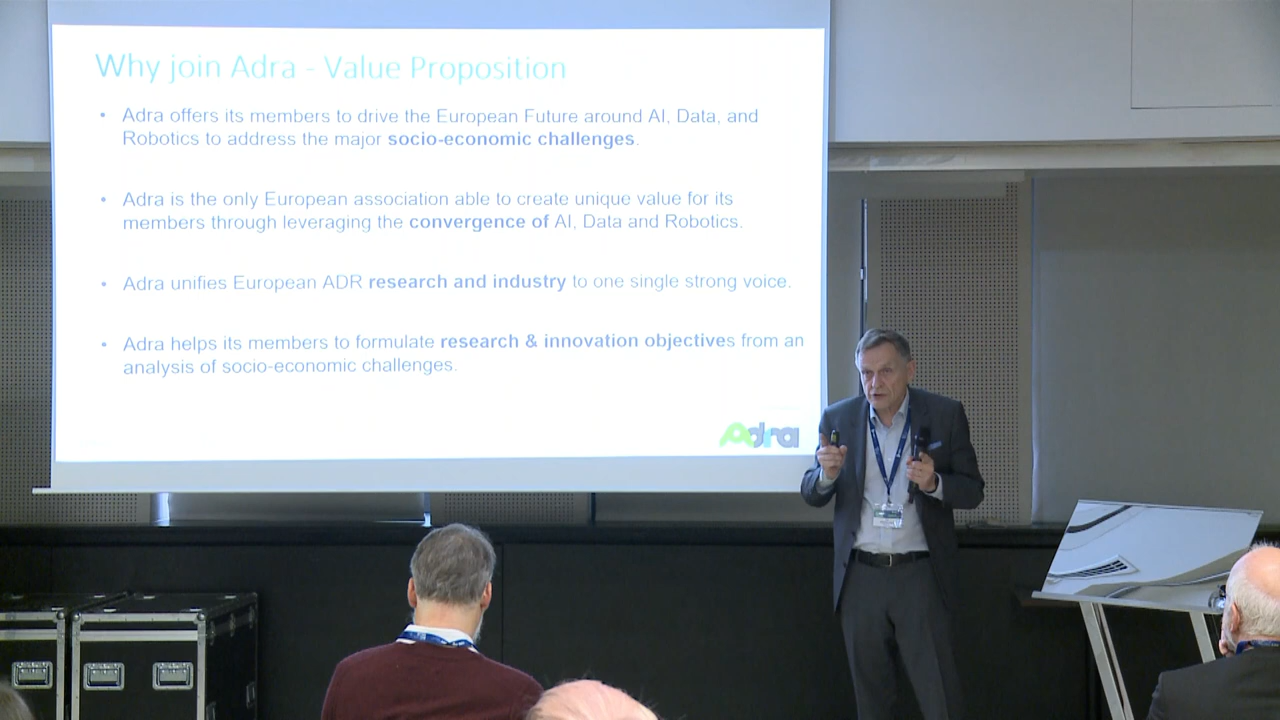 Why join Adra - Value Proposition
• Adra offers its members to drive the European Future around AI, Data, and
Robotics to address the major socio-economic challenges.
• Adra is the only European association able to create unique value for its
members through leveraging the convergence of AI, Data and Robotics.
• Adra unifies European ADR research and industry to one single strong voice.
• Adra helps its members to formulate research & innovation objectives from an
analysis of socio-economic challenges.
Adra